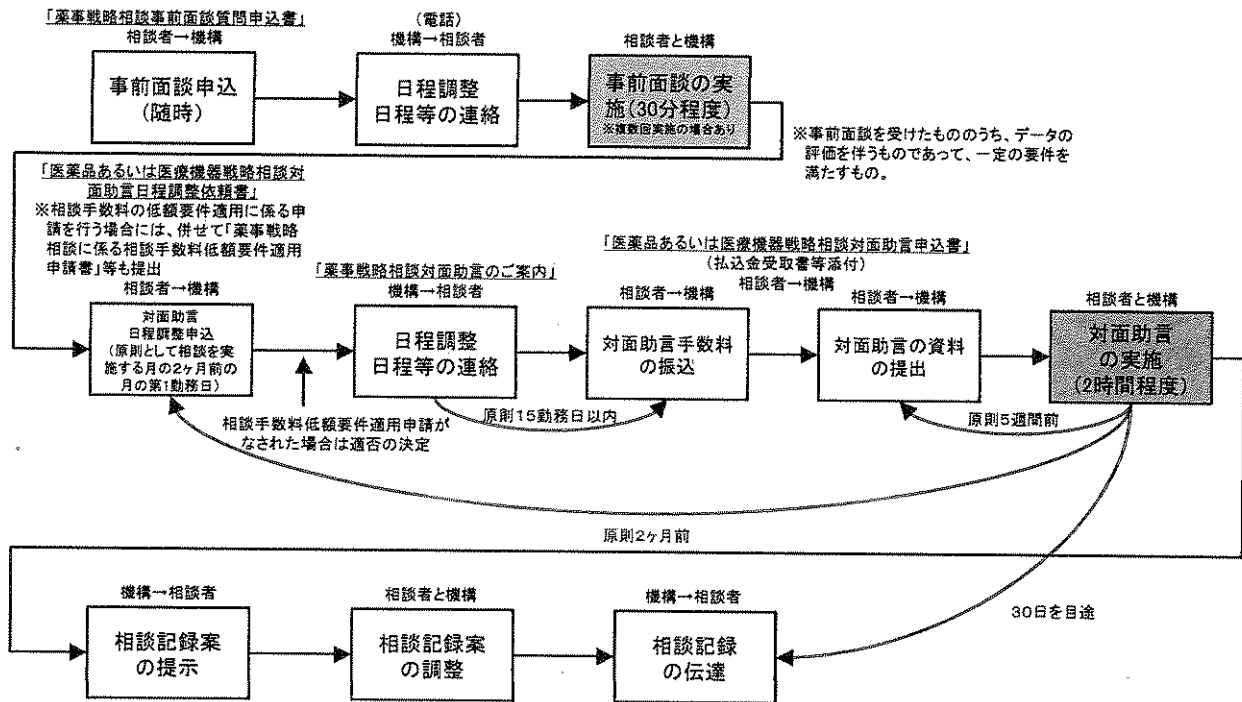 「薬事戦略相談事前面談質問申込書」
相談者→機構
事前面談申込
(随時)
(電話)
機構→相談者
日程調整
日程等の連絡
相談者と機構
事前面談の実
施(30分程度)
※複数回実施の場合あり
※事前面談を受けたもののうち、データの
評価を伴うものであって、一定の要件を
満たすもの。
「医薬品あるいは医療機器戦略相談対
面助言日程調整依頼書」
※相談手数料の低額要件適用に係る申
請を行う場合には、併せて「薬事戦略
相談に係る相談手数料低額要件適用
申請書」等も提出
相談者→機構
対面助言
日程調整申込
(原則として相談を実
施する月の2ヶ月前の
月の第1勤務日)
相談手数料低額要件適用申請が
なされた場合は適否の決定
「薬事戦略相談対面助言のご案内」
機構→相談者
日程調整
日程等の連絡
原則15勤務日以内
「医薬品あるいは医療機器戦略相談対面助言申込書」
(払込金受取書等添付)
相談者→機構
相談者→機構
対面助言手数料
の振込
相談者→機構
対面助言の資料
の提出
原則5週間前
相談者と機構
対面助言
の実施
(2時間程度)
原則2ヶ月前
機構→相談者
相談記録案
の提示
相談者と機構
相談記録案
の調整
機構→相談者
相談記録
の伝達
30日を目途